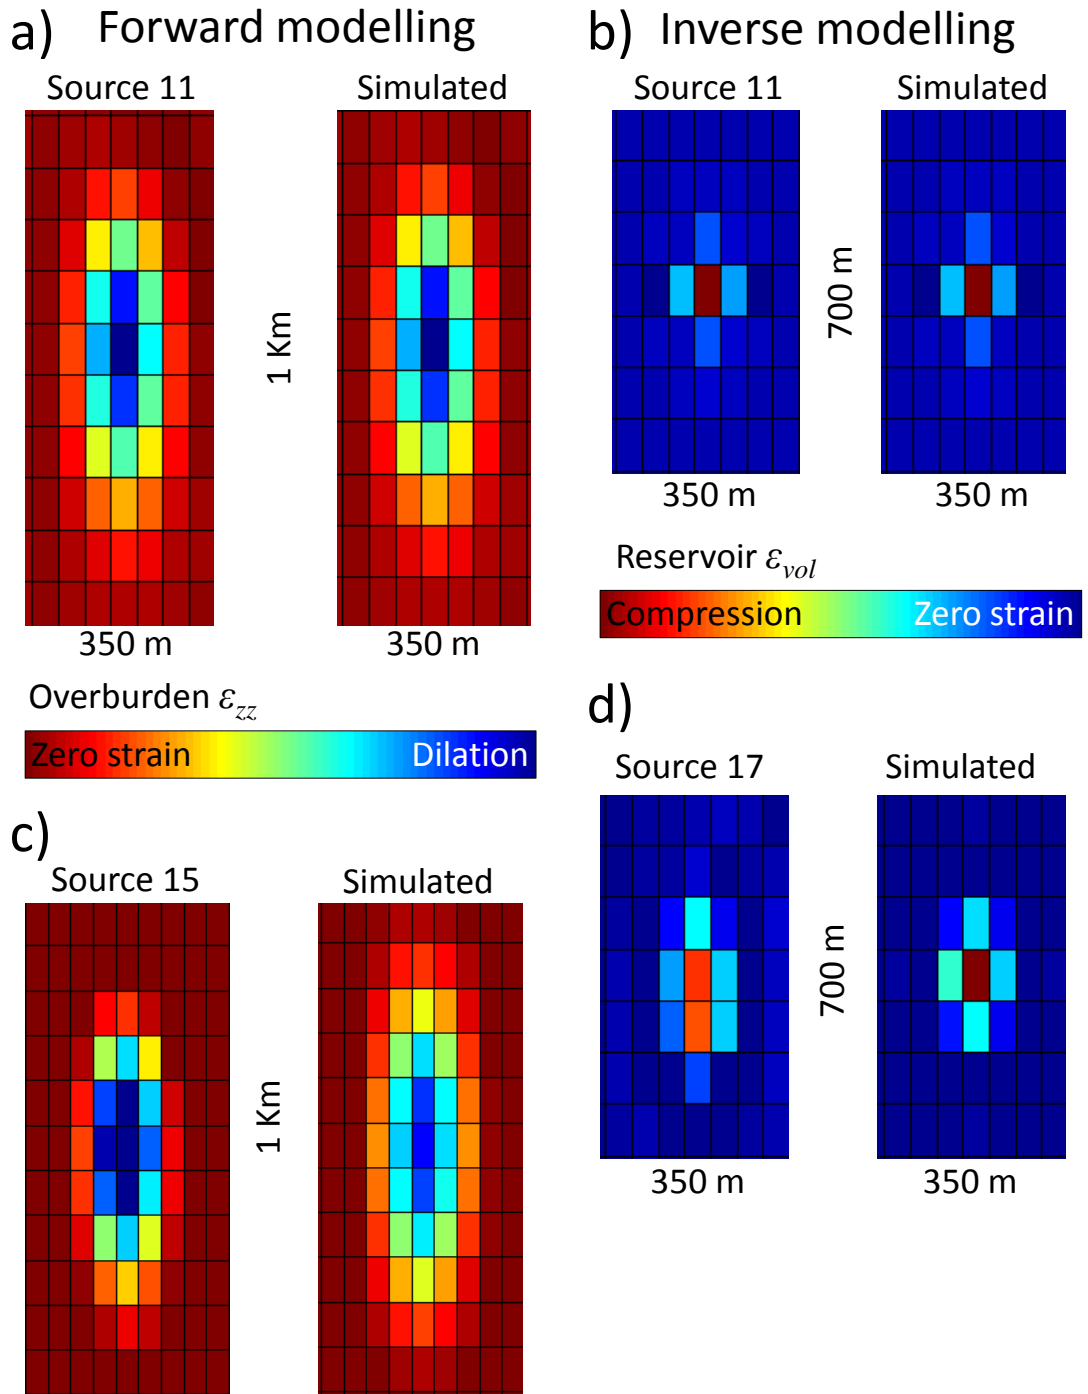 a) Forward modelling
Source 11 Simulated
1 Km
350 m 350 m
Overburden εzz
Zero strain Dilation
b) Inverse modelling
Source 11 Simulated
700 m
350 m 350 m
Reservoir εvol
Compression Zero strain
c)
Source 15 Simulated
1 Km
d)
Source 17 Simulated
700 m
350 m 350 m